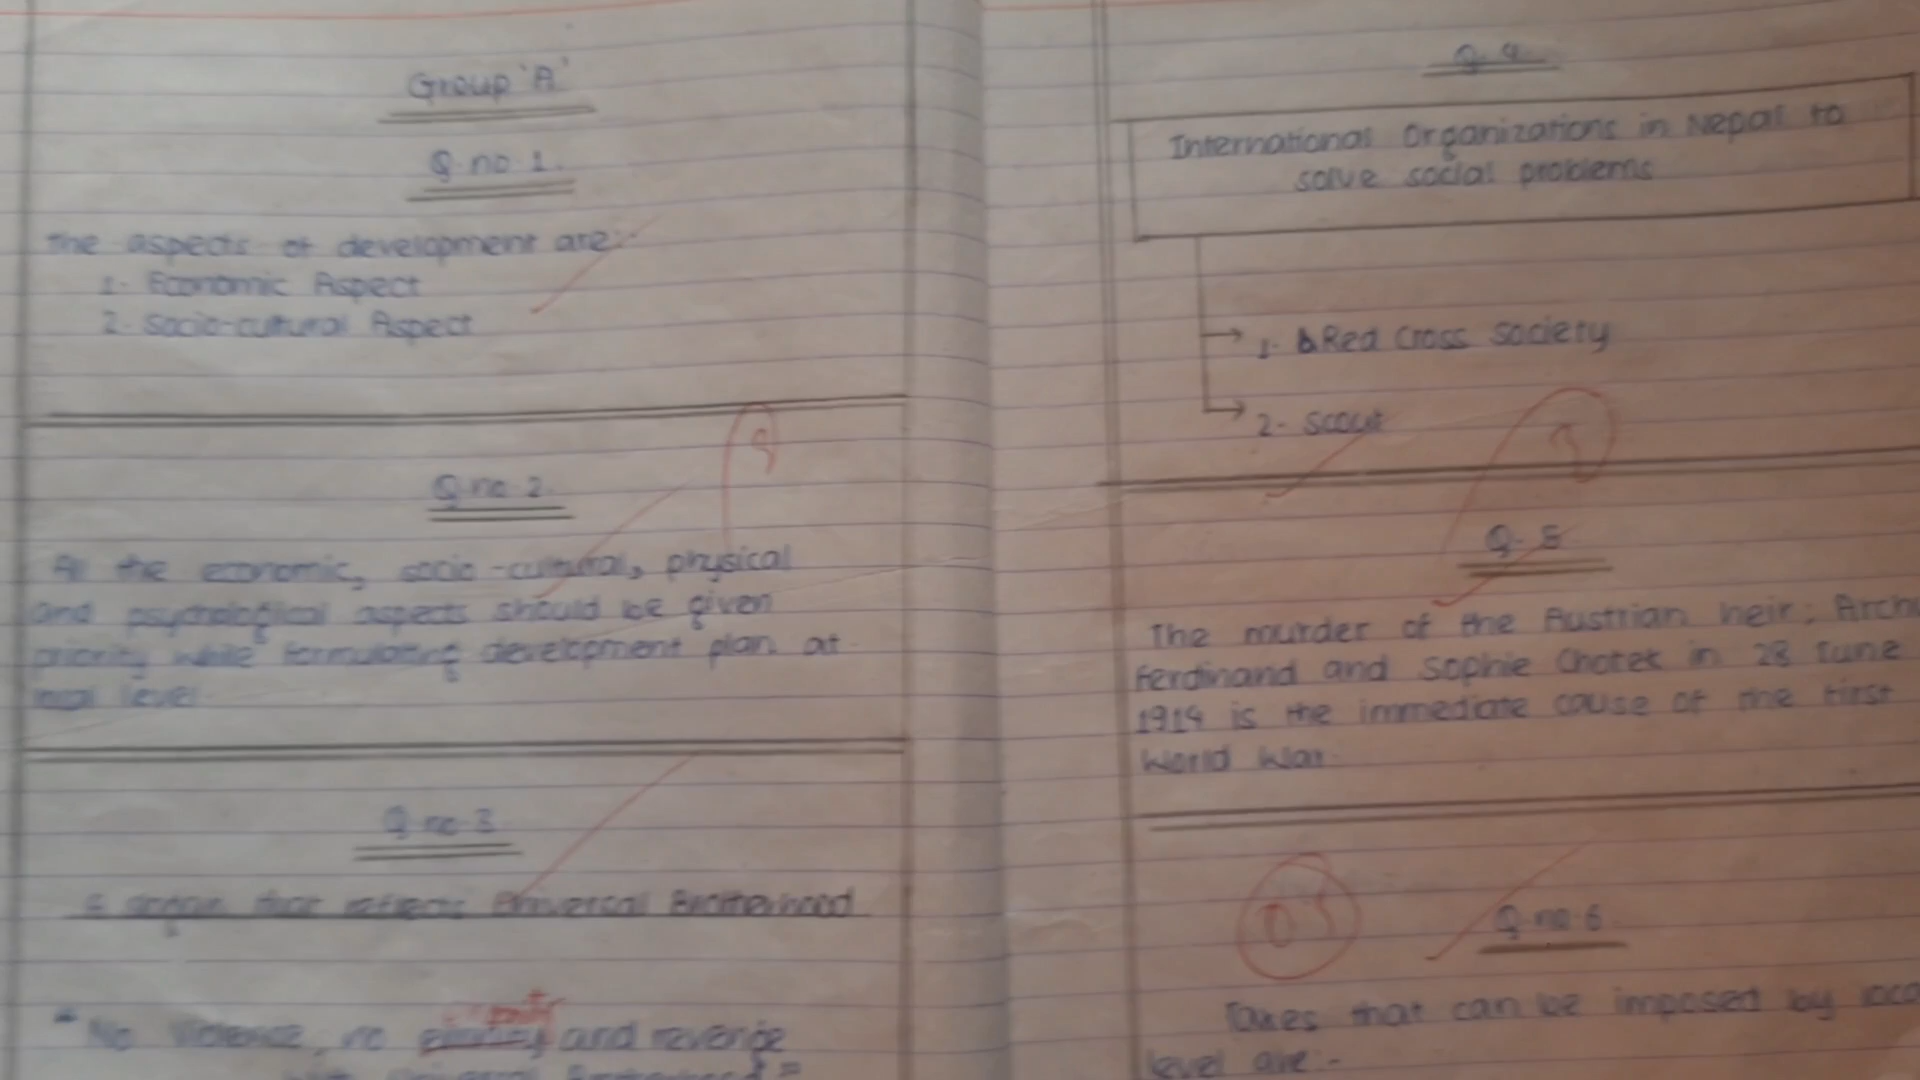 Group 'A'
Q. no 1.
The aspects of development are:-
1. Economic Aspect
2. Socio-cultural Aspect
Q. no 2.
All the economic, socio-cultural, physical
and psychological aspects should be given
priority while formulating development plan at
local level.
Q. no 3
that reflects Universal Brotherhood
"No violence, no and revenge
Universal Brotherhood"
Q. 4
International Organizations in Nepal to
solve social problems
1. Red Cross Society
2. Scout
Q. 5
The murder of the Austrian heir; Arch
Ferdinand and Sophie Chotek in 28 June
1914 is the immediate cause of the First
World War.
Q. no. 6
Taxes that can be imposed by loca
level are:-